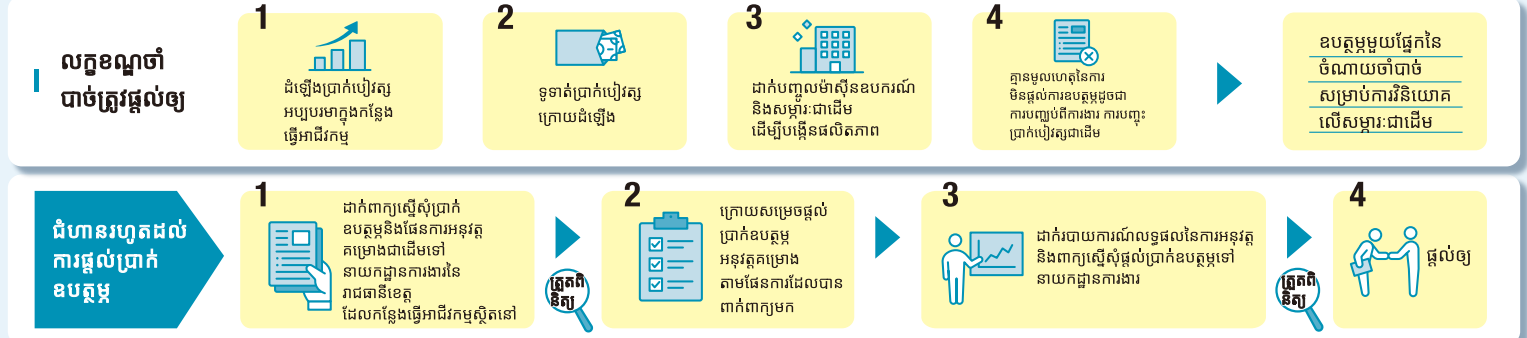 លក្ខខណ្ឌចាំ
បាច់ត្រូវផ្តល់ឲ្យ
1
ដំឡើងប្រាក់បៀវត្ស
អប្បបរមាក្នុងកន្លែង
ធ្វើអាជីវកម្ម
2
ទូទាត់ប្រាក់បៀវត្ស
ក្រោយដំឡើង
3
ដាក់បញ្ចូលម៉ាស៊ីនឧបករណ៍
និងសម្ភារៈជាដើម
ដើម្បីបង្កើនផលិតភាព
4
គ្មានមូលហេតុនៃការ
មិនផ្តល់ការឧបត្ថម្ភដូចជា
ការបញ្ឈប់ពីការងារ ការបញ្ចុះ
ប្រាក់បៀវត្សជាដើម
ឧបត្ថម្ភមួយផ្នែកនៃ
ចំណាយចាំបាច់
សម្រាប់ការវិនិយោគ
លើសម្ភារៈជាដើម
ជំហានរហូតដល់
ការផ្តល់ប្រាក់
ឧបត្ថម្ភ
1
ដាក់ពាក្យស្នើសុំប្រាក់
ឧបត្ថម្ភនិងផែនការអនុវត្ត
គម្រោងជាដើមទៅ
នាយកដ្ឋានការងារនៃ
រាជធានីខេត្ត
ដែលកន្លែងធ្វើអាជីវកម្មស្ថិតនៅ
ត្រួតពិ
និត្យ
2
ក្រោយសម្រេចផ្តល់
ប្រាក់ឧបត្ថម្ភ
អនុវត្តគម្រោង
តាមផែនការដែលបាន
ពាក់ពាក្យមក
3
ដាក់របាយការណ៍លទ្ធផលនៃការអនុវត្ត
និងពាក្យស្នើសុំផ្តល់ប្រាក់ឧបត្ថម្ភទៅ
នាយកដ្ឋានការងារ
ត្រួតពិ
និត្យ
4
ផ្តល់ឲ្យ